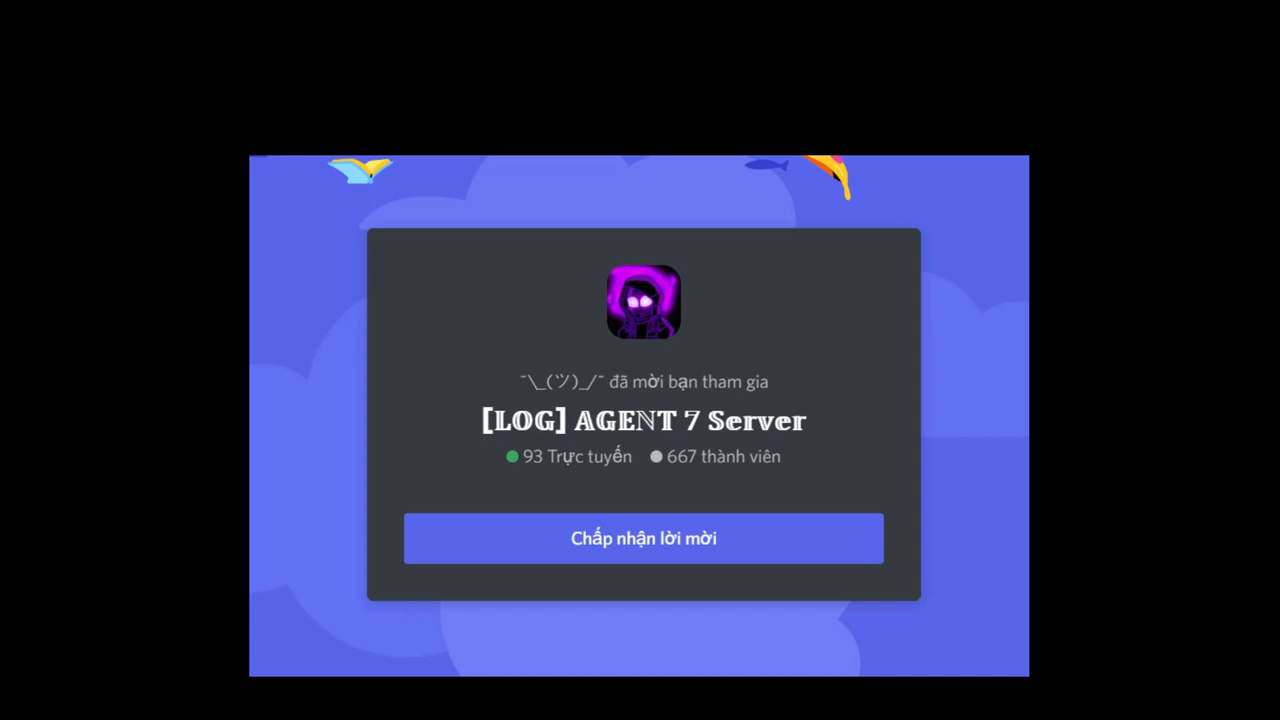 ¯\_(ツ)_/¯ đã mời bạn tham gia
[LOG] AGENT 7 Server
93 Trực tuyến 667 thành viên
Chấp nhận lời mời